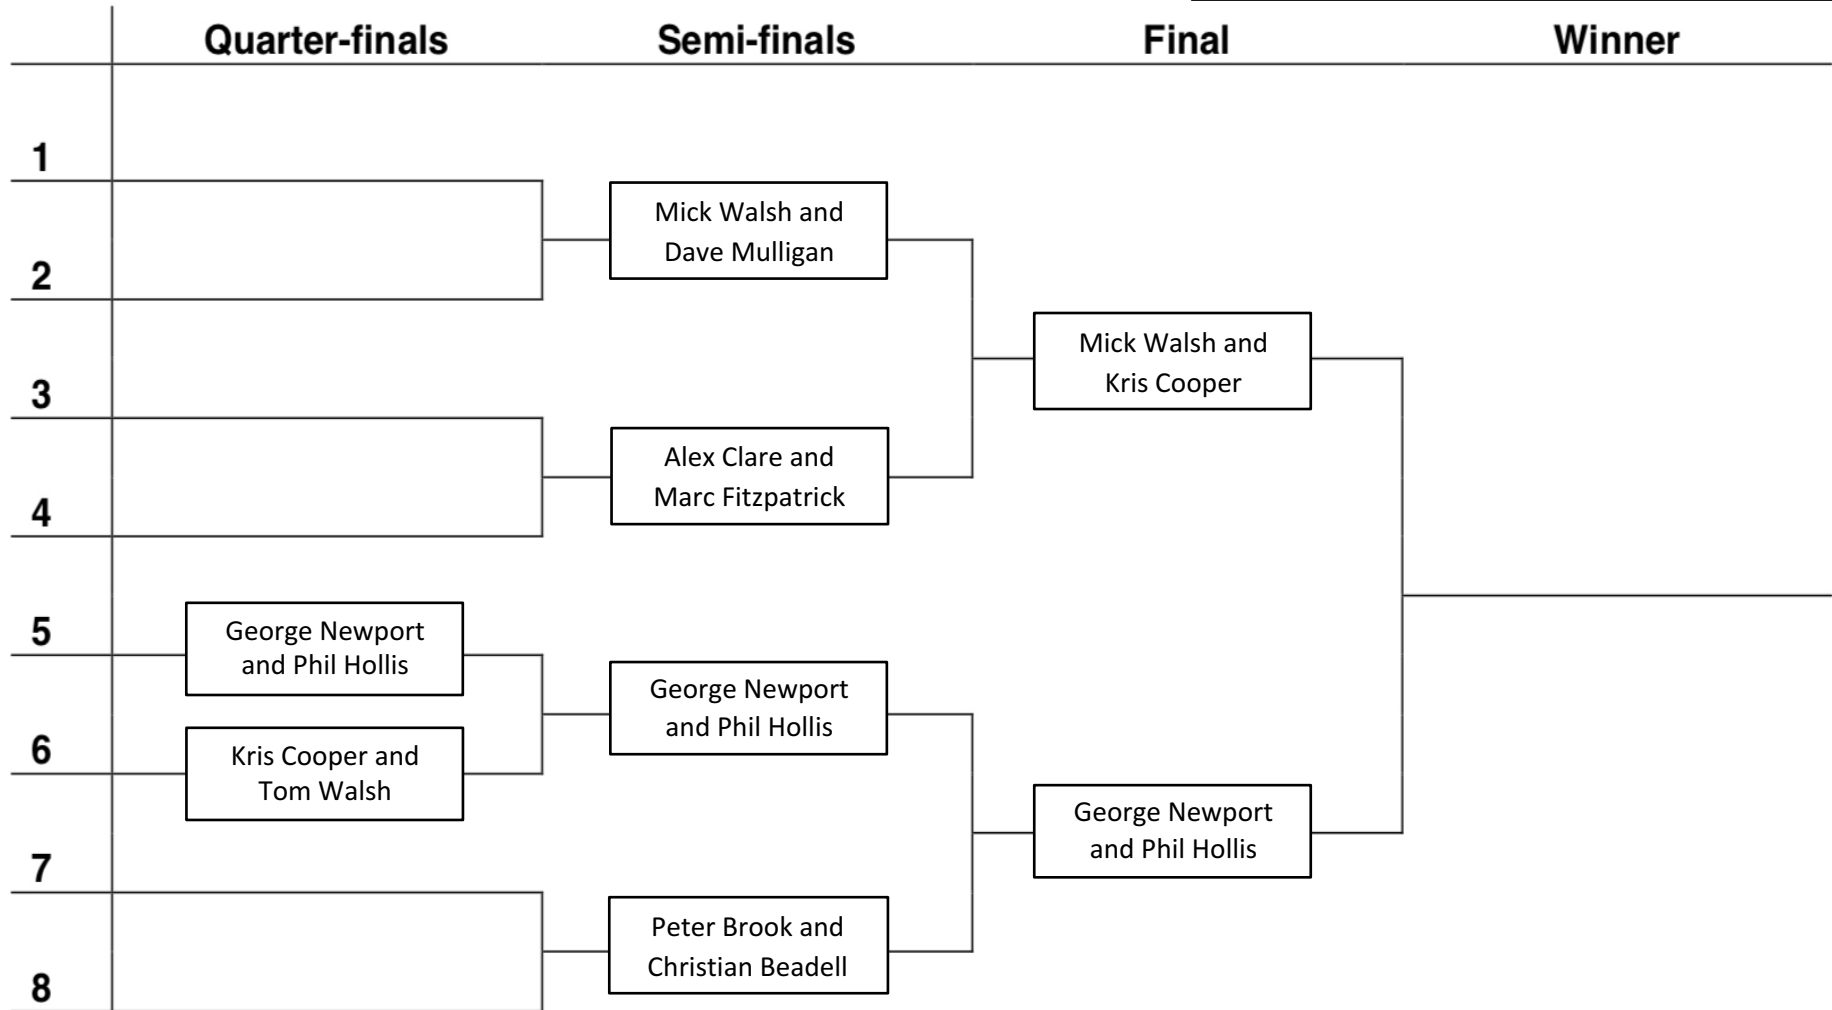 Quarter-finals
Semi-finals
Final
Winner
1
2
3
4
5
6
7
8
George Newport
and Phil Hollis
Kris Cooper and
Tom Walsh
Mick Walsh and
Dave Mulligan
Alex Clare and
Marc Fitzpatrick
George Newport
and Phil Hollis
Peter Brook and
Christian Beadell
Mick Walsh and
Kris Cooper
George Newport
and Phil Hollis